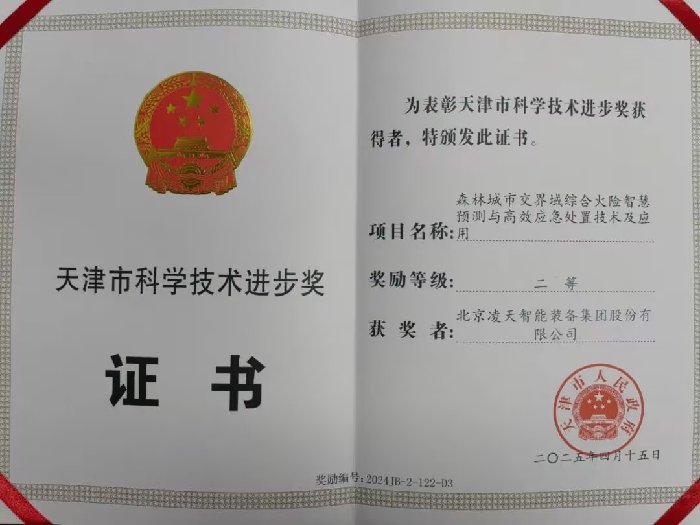 天津市科学技术进步奖
证书
为表彰天津市科学技术进步奖获
得者，特颁发此证书。
森林城市交界域综合火险智慧
预测与高效应急处置技术及应
项目名称:用
奖励等级: 二等
获奖者: 北京凌天智能装备集团股份有
限公司
天津市人民政府
二〇二五年四月十五日
奖励编号: 2024JB-2-122-D3